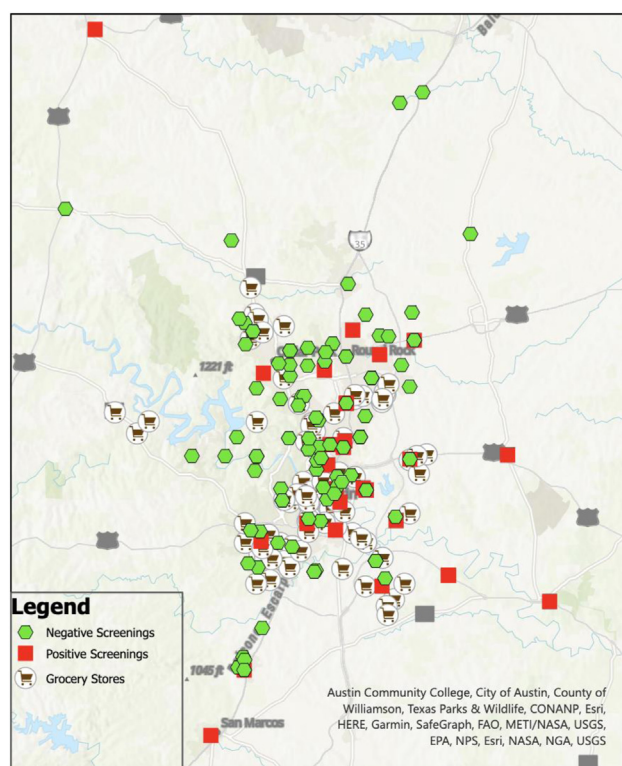 35
Round Rock
1221 ft
Legend
Negative Screenings
Positive Screenings
Grocery Stores
1045 ft
San Marcos
Austin Community College, City of Austin, County of
Williamson, Texas Parks & Wildlife, CONANP, Esri,
HERE, Garmin, SafeGraph, FAO, METI/NASA, USGS,
EPA, NPS, Esri, NASA, NGA, USGS